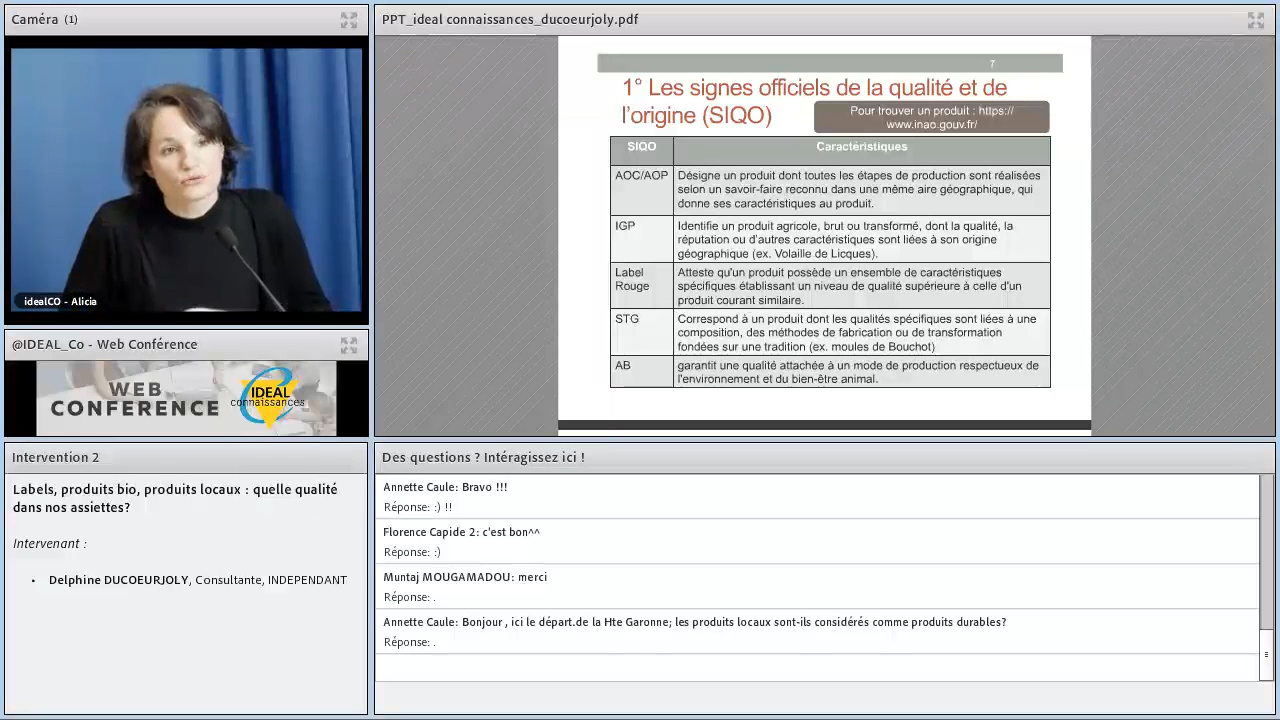 Caméra (1)
idealCO - Alicia
@IDEAL_Co - Web Conférence
WEB
CONFERENCE
IDEAL
connaissances
Intervention 2
Labels, produits bio, produits locaux : quelle qualité
dans nos assiettes?
Intervenant :
• Delphine DUCOEURJOLY, Consultante, INDEPENDANT
PPT_ideal connaissances_ducoeurjoly.pdf
7
1° Les signes officiels de la qualité et de
l'origine (SIQO)
Pour trouver un produit : https://
www.inao.gouv.fr/
SIQO Caractéristiques
AOC/AOP Désigne un produit dont toutes les étapes de production sont réalisées
selon un savoir-faire reconnu dans une même aire géographique, qui
donne ses caractéristiques au produit.
IGP Identifie un produit agricole, brut ou transformé, dont la qualité, la
réputation ou d'autres caractéristiques sont liées à son origine
géographique (ex. Volaille de Licques).
Label Atteste qu'un produit possède un ensemble de caractéristiques
Rouge spécifiques établissant un niveau de qualité supérieure à celle d'un
produit courant similaire.
STG Correspond à un produit dont les qualités spécifiques sont liées à une
composition, des méthodes de fabrication ou de transformation
fondées sur une tradition (ex. moules de Bouchot)
AB garantit une qualité attachée à un mode de production respectueux de
l'environnement et du bien-être animal.
Des questions ? Intéragissez ici !
Annette Caule: Bravo !!!
Réponse: :) !!
Florence Capide 2: c'est bon^^
Réponse: :)
Muntaj MOUGAMADOU: merci
Réponse: .
Annette Caule: Bonjour , ici le départ.de la Hte Garonne; les produits locaux sont-ils considérés comme produits durables?
Réponse: .